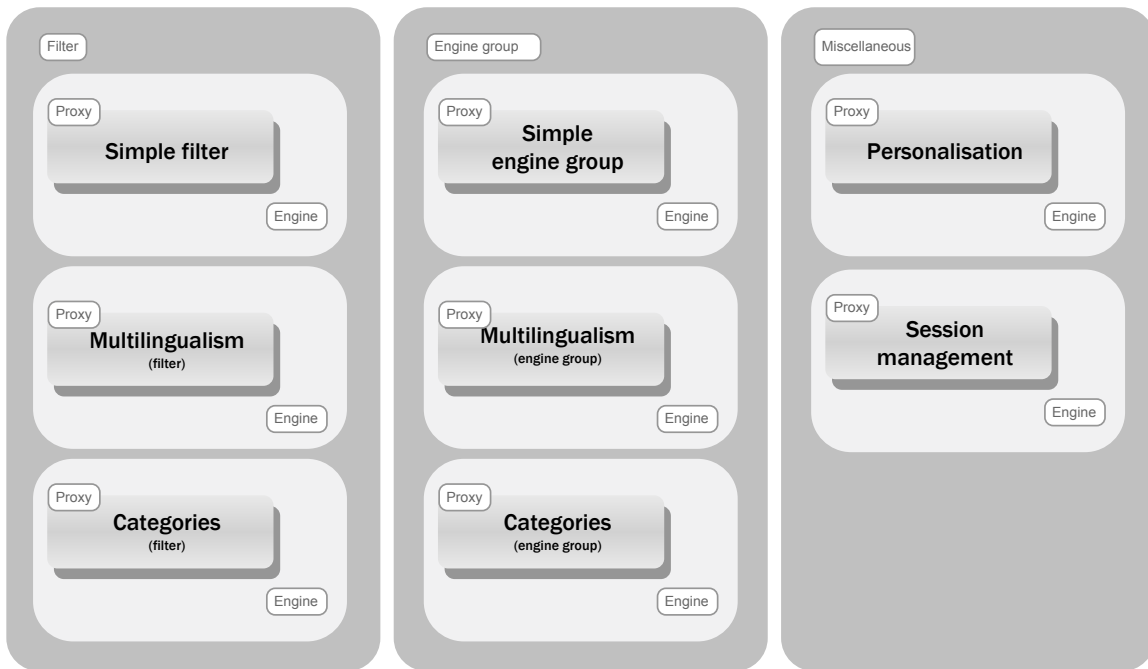 Filter
Proxy
Simple filter
Engine
Proxy
Multilingualism
(filter)
Engine
Proxy
Categories
(filter)
Engine
Engine group
Proxy
Simple
engine group
Engine
Proxy
Multilingualism
(engine group)
Engine
Proxy
Categories
(engine group)
Engine
Miscellaneous
Proxy
Personalisation
Engine
Proxy
Session
management
Engine